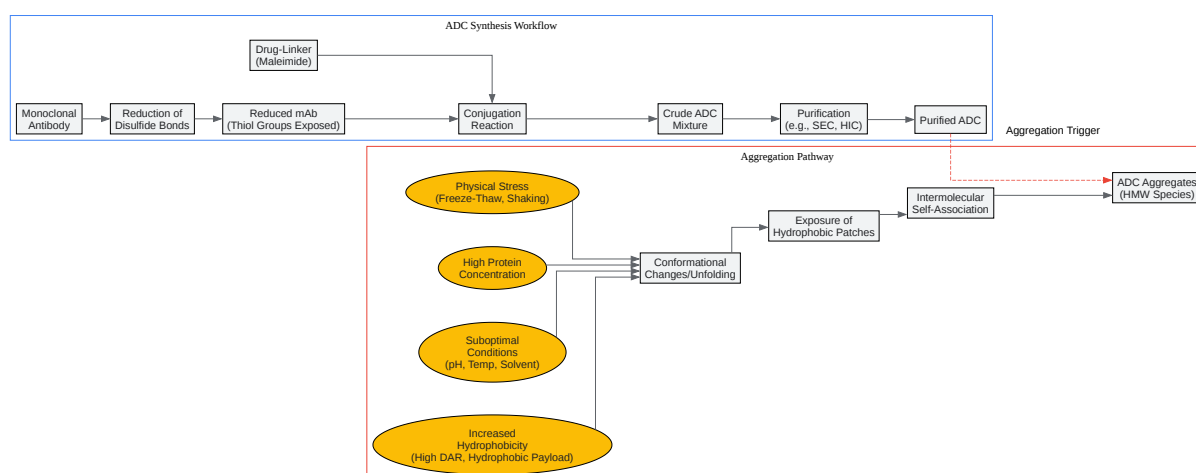 ADC Synthesis Workflow
Drug-Linker
(Maleimide)
Monoclonal
Antibody
Reduction of
Disulfide Bonds
Reduced mAb
(Thiol Groups Exposed)
Conjugation
Reaction
Crude ADC
Mixture
Purification
(e.g., SEC, HIC)
Purified ADC
Aggregation Trigger
Aggregation Pathway
Physical Stress
(Freeze-Thaw, Shaking)
ADC Aggregates
(HMW Species)
Intermolecular
Self-Association
Exposure of
Hydrophobic Patches
High Protein
Concentration
Conformational
Changes/Unfolding
Suboptimal
Conditions
(pH, Temp, Solvent)
Increased
Hydrophobicity
(High DAR, Hydrophobic Payload)